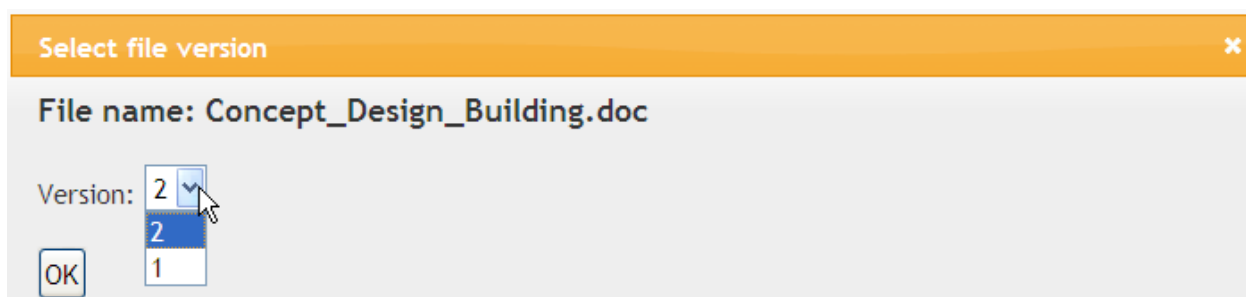 Select file version
File name: Concept_Design_Building.doc
Version: 2
2
1
OK